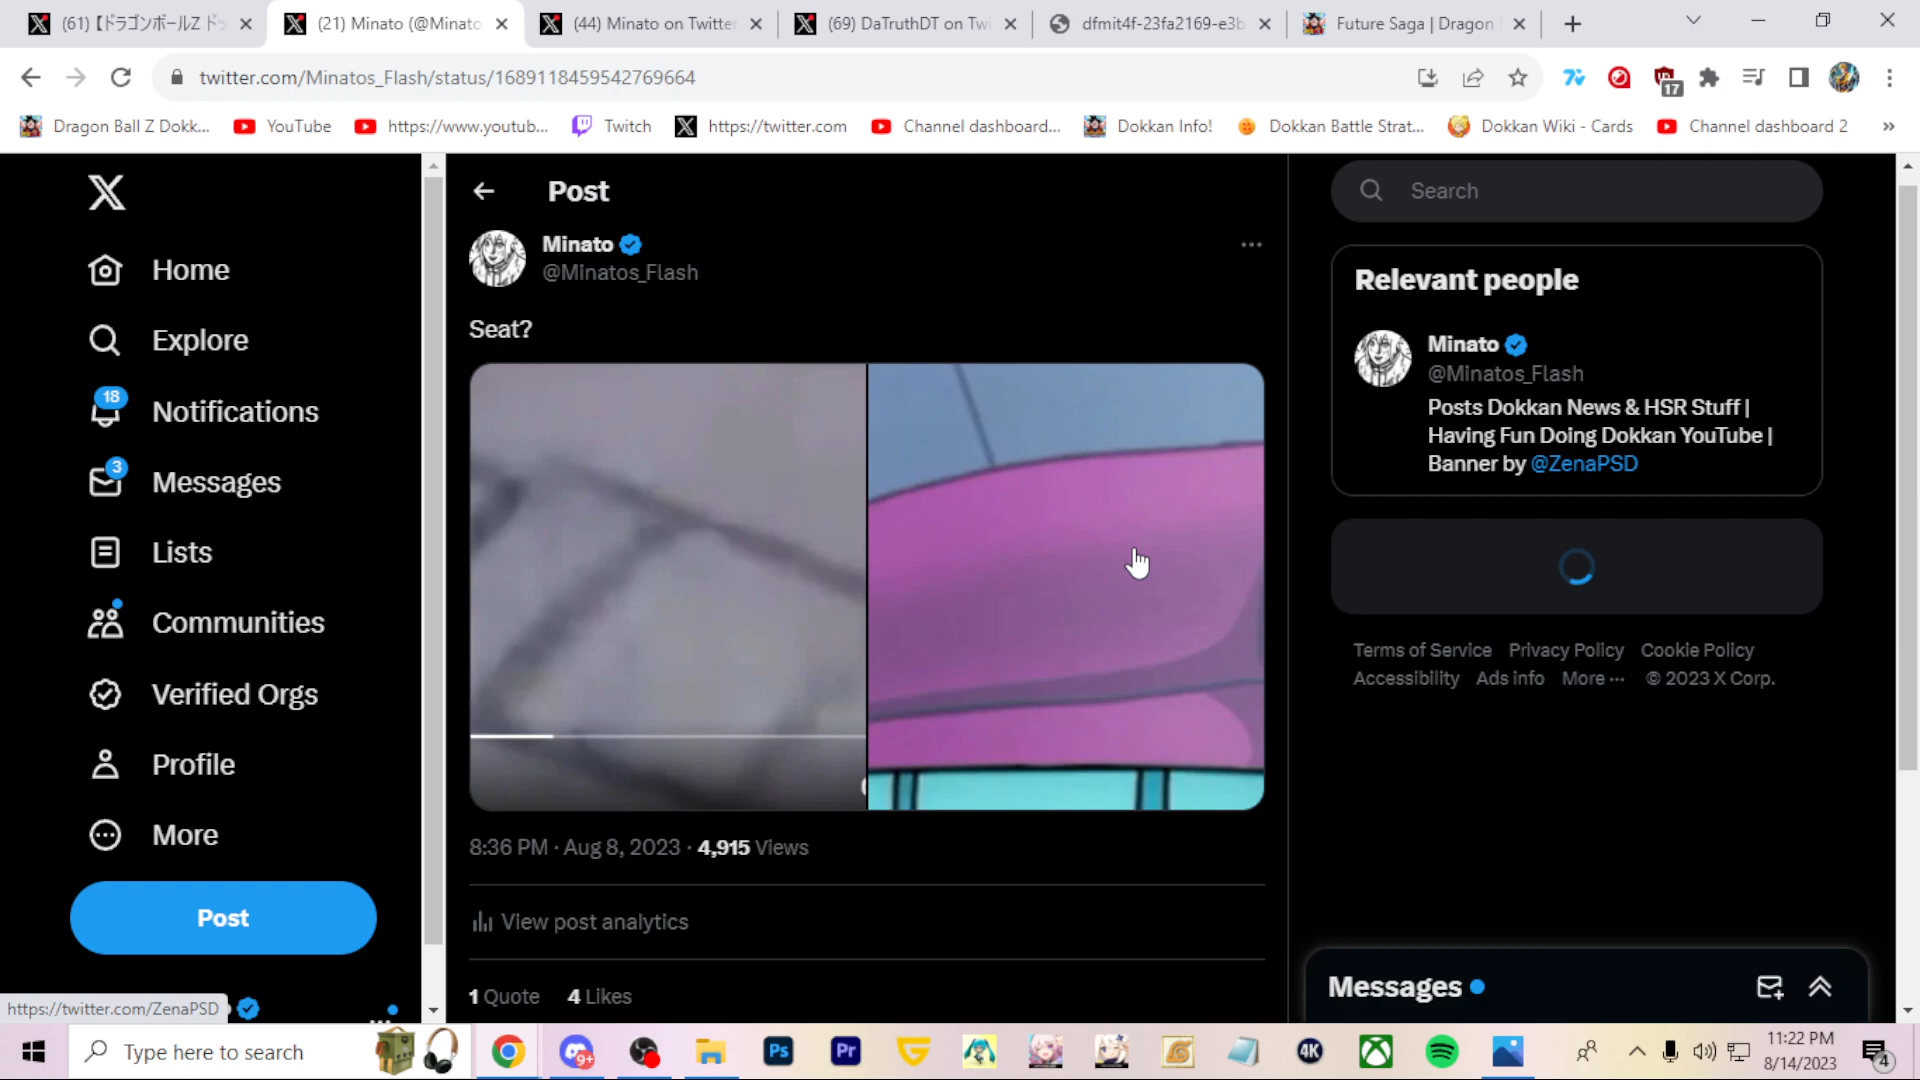 (61)【ドラゴンボールZ ドッ
(21) Minato (@Minato
(44) Minato on Twitter
(69) DaTruthDT on Twi
dfmit4f-23fa2169-e3b
Future Saga | Dragon
twitter.com/Minatos_Flash/status/1689118459542769664
17
Dragon Ball Z Dokk...
YouTube
https://www.youtub...
Twitch
https://twitter.com
Channel dashboard...
Dokkan Info!
Dokkan Battle Strat...
Dokkan Wiki - Cards
Channel dashboard 2
Home
Explore
18
Notifications
3
Messages
Lists
Communities
Verified Orgs
Profile
More
Post
https://twitter.com/ZenaPSD
Post
Minato
@Minatos_Flash
Seat?
8:36 PM · Aug 8, 2023 · 4,915 Views
View post analytics
1 Quote 4 Likes
Search
Relevant people
Minato
@Minatos_Flash
Posts Dokkan News & HSR Stuff |
Having Fun Doing Dokkan YouTube |
Banner by @ZenaPSD
Terms of Service Privacy Policy Cookie Policy
Accessibility Ads info More ··· © 2023 X Corp.
Messages
Type here to search
9+
Ps
Pr
4K
11:22 PM
8/14/2023
4